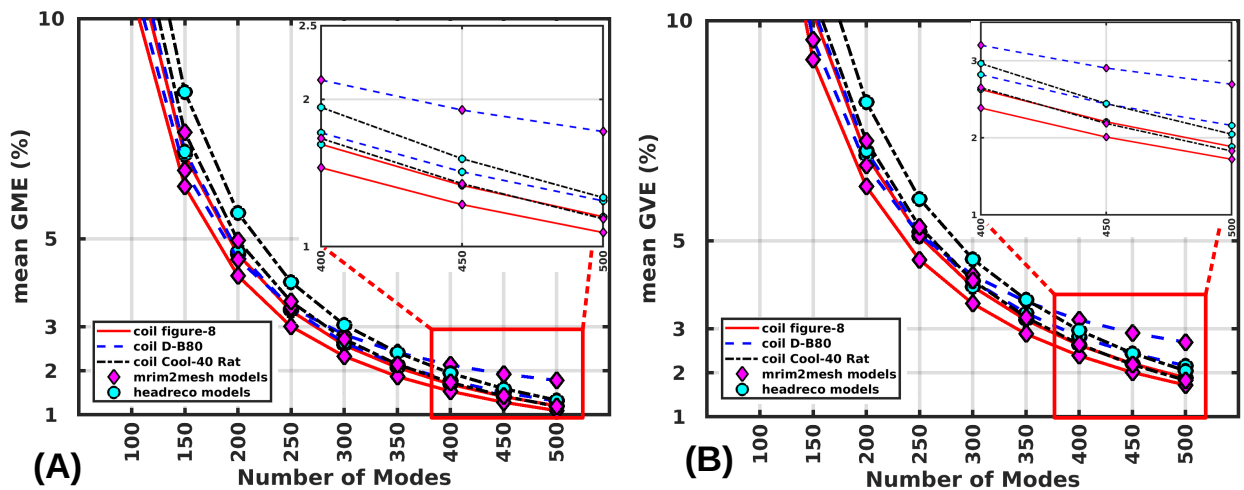 10
5
3
2
1
mean GME (%)
2.5
2
1.5
1
400
450
500
coil figure-8
coil D-B80
coil Cool-40 Rat
mrim2mesh models
headreco models
100
150
200
250
300
350
400
450
500
(A)
Number of Modes
10
5
3
2
1
mean GVE (%)
3
2
1
400
450
500
coil figure-8
coil D-B80
coil Cool-40 Rat
mrim2mesh models
headreco models
100
150
200
250
300
350
400
450
500
(B)
Number of Modes